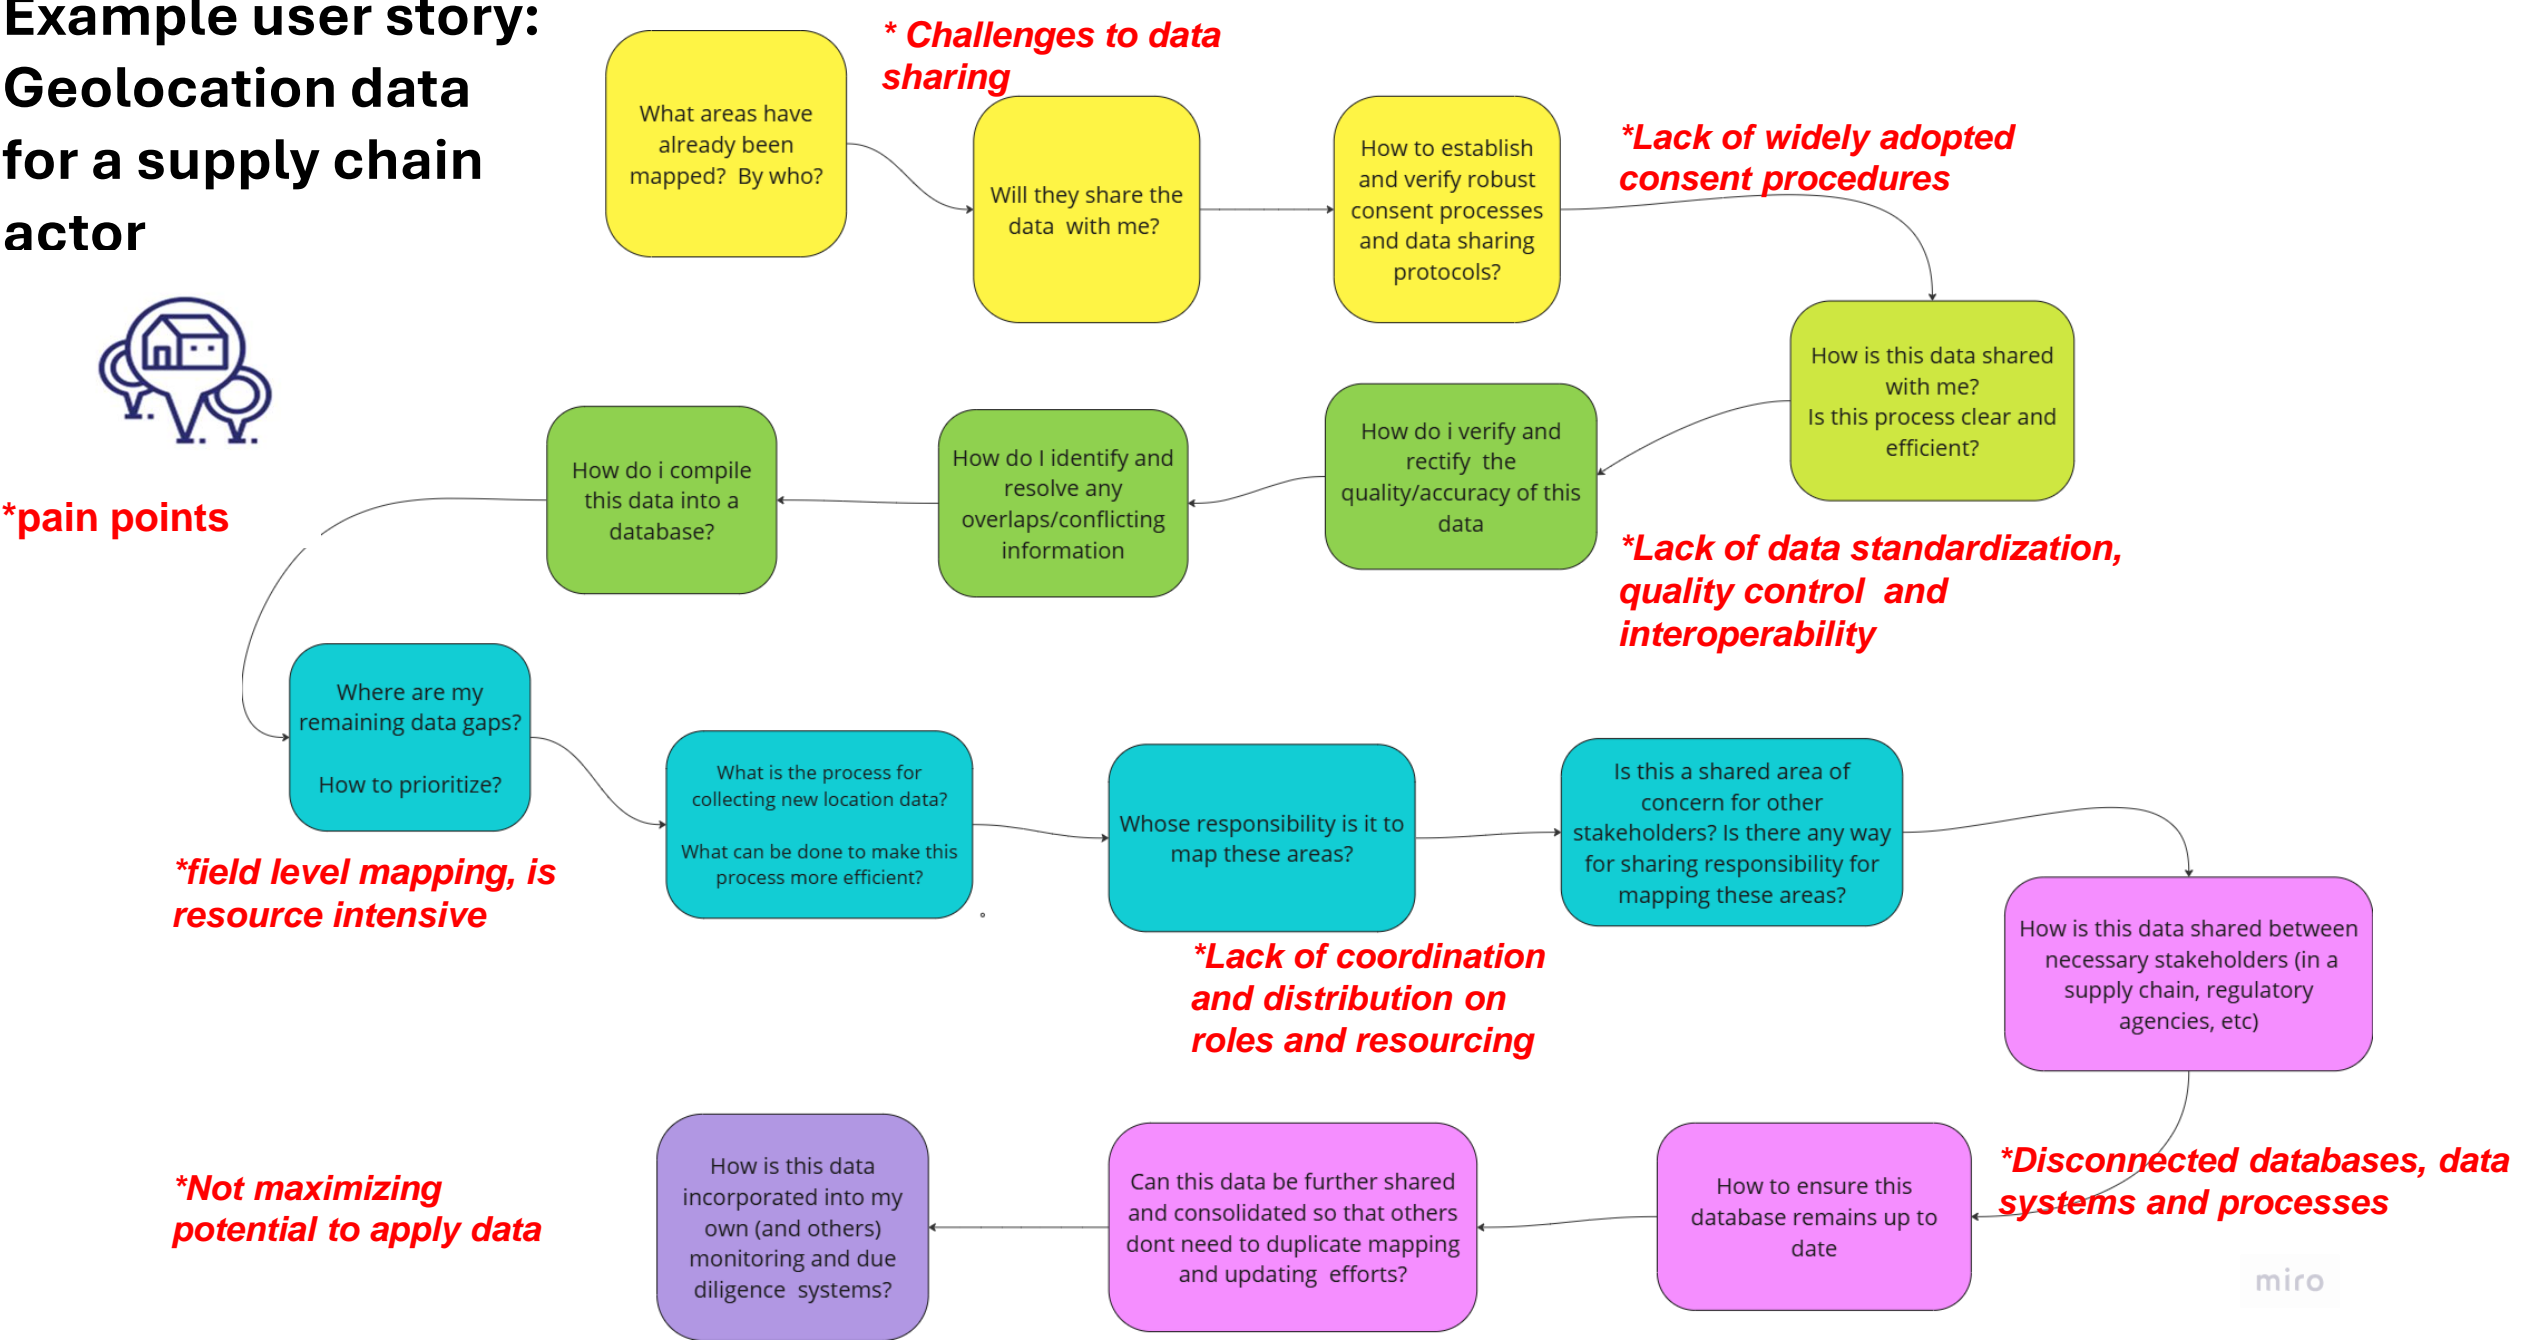 Example user story:
Geolocation data
for a supply chain
actor
* Challenges to data
sharing
What areas have
already been
mapped? By who?
Will they share the
data with me?
How to establish
and verify robust
consent processes
and data sharing
protocols?
*Lack of widely adopted
consent procedures
How is this data shared
with me?
Is this process clear and
efficient?
How do i verify and
rectify the
quality/accuracy of this
data
How do I identify and
resolve any
overlaps/conflicting
information
How do i compile
this data into a
database?
*pain points
*Lack of data standardization,
quality control and
interoperability
Where are my
remaining data gaps?
How to prioritize?
*field level mapping, is
resource intensive
What is the process for
collecting new location data?
What can be done to make this
process more efficient?
Whose responsibility is it to
map these areas?
*Lack of coordination
and distribution on
roles and resourcing
Is this a shared area of
concern for other
stakeholders? Is there any way
for sharing responsibility for
mapping these areas?
How is this data shared between
necessary stakeholders (in a
supply chain, regulatory
agencies, etc)
*Disconnected databases, data
systems and processes
How to ensure this
database remains up to
date
Can this data be further shared
and consolidated so that others
dont need to duplicate mapping
and updating efforts?
How is this data
incorporated into my
own (and others)
monitoring and due
diligence systems?
*Not maximizing
potential to apply data
miro